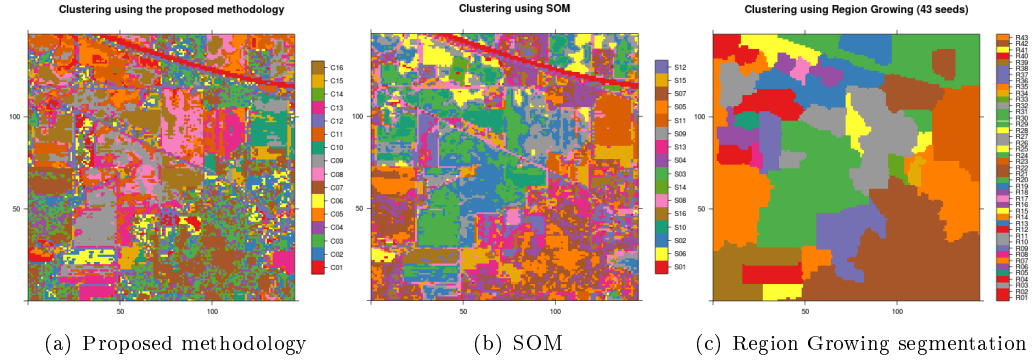 Clustering using the proposed methodology
100
50
50
100
C16
C15
C14
C13
C12
C11
C10
C09
C08
C07
C06
C05
C04
C03
C02
C01
(a) Proposed methodology
Clustering using SOM
100
50
50
100
S12
S15
S07
S05
S11
S09
S13
S04
S03
S14
S08
S16
S10
S02
S06
S01
(b) SOM
Clustering using Region Growing (43 seeds)
100
50
50
100
R43
R42
R41
R40
R39
R38
R37
R36
R35
R34
R33
R32
R31
R30
R29
R28
R27
R26
R25
R24
R23
R22
R21
R20
R19
R18
R17
R16
R15
R14
R13
R12
R11
R10
R09
R08
R07
R06
R05
R04
R03
R02
R01
(c) Region Growing segmentation